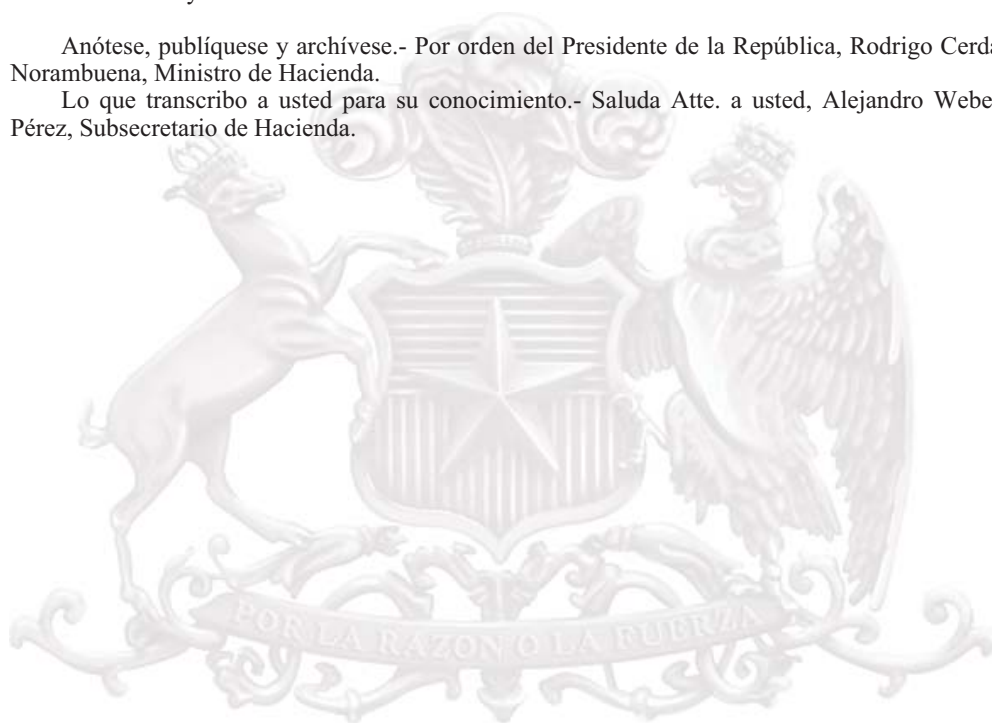 Anótese, publíquese y archívese.- Por orden del Presidente de la República, Rodrigo Cerda
Norambuena, Ministro de Hacienda.
Lo que transcribo a usted para su conocimiento.- Saluda Atte. a usted, Alejandro Webe
Pérez, Subsecretario de Hacienda.
POR LA RAZON O LA FUERZA